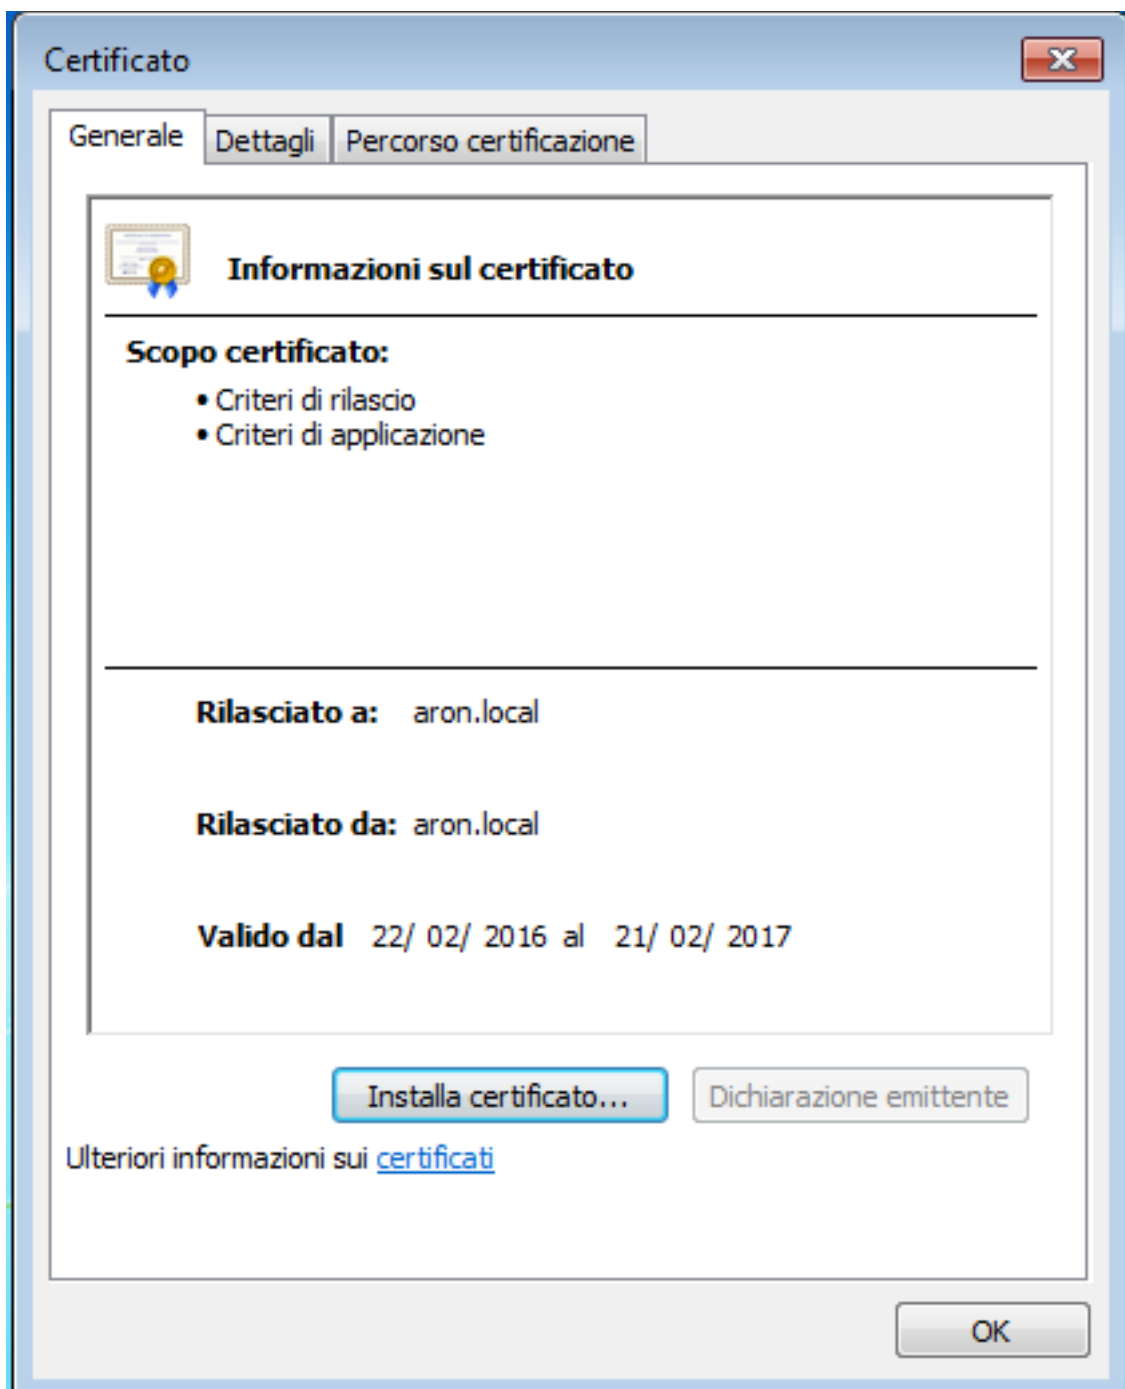 Certificato
Generale Dettagli Percorso certificazione
Informazioni sul certificato
Scopo certificato:
• Criteri di rilascio
• Criteri di applicazione
Rilasciato a: aron.local
Rilasciato da: aron.local
Valido dal 22/ 02/ 2016 al 21/ 02/ 2017
Installa certificato... Dichiarazione emittente
Ulteriori informazioni sui certificati
OK